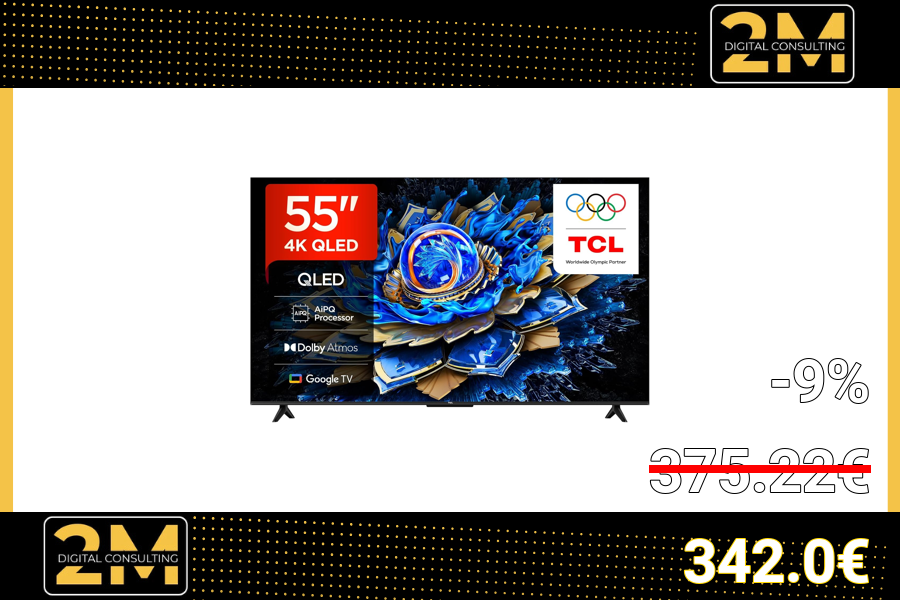 2M
DIGITAL CONSULTING
55"
4K QLED
QLED
AiPQ
AiPQ
Processor
Dolby Atmos
Google TV
TCL
Worldwide Olympic Partner
-9%
375.22€
2M
DIGITAL CONSULTING
342.0€